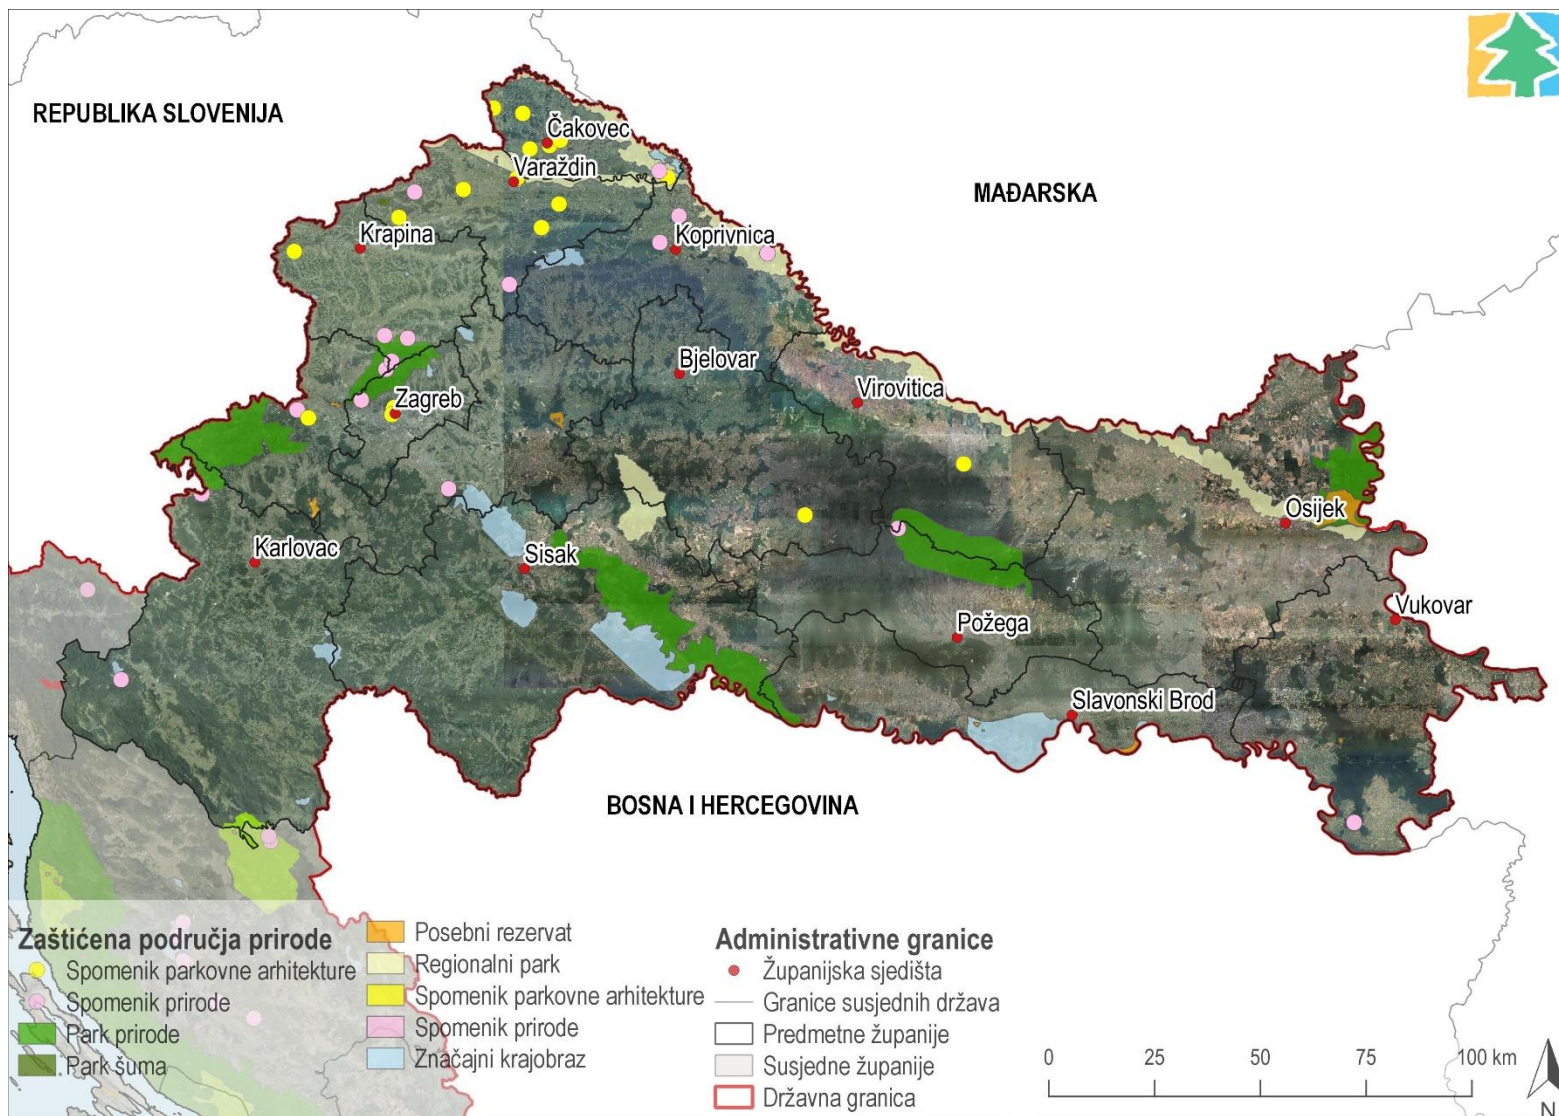 REPUBLIKA SLOVENIJA
MAĐARSKA
Čakovec
Varaždin
Krapina
Koprivnica
Bjelovar
Virovitica
Zagreb
Osijek
Karlovac
Sisak
Vukovar
Požega
Slavonski Brod
BOSNA I HERCEGOVINA
Zaštićena područja prirode
Spomenik parkovne arhitekture
Spomenik prirode
Park prirode
Park šuma
Posebni rezervat
Regionalni park
Spomenik parkovne arhitekture
Spomenik prirode
Značajni krajobraz
Administrativne granice
Županijska sjedišta
Granice susjednih država
Predmetne županije
Susjedne županije
Državna granica
0 25 50 75 100 km
N